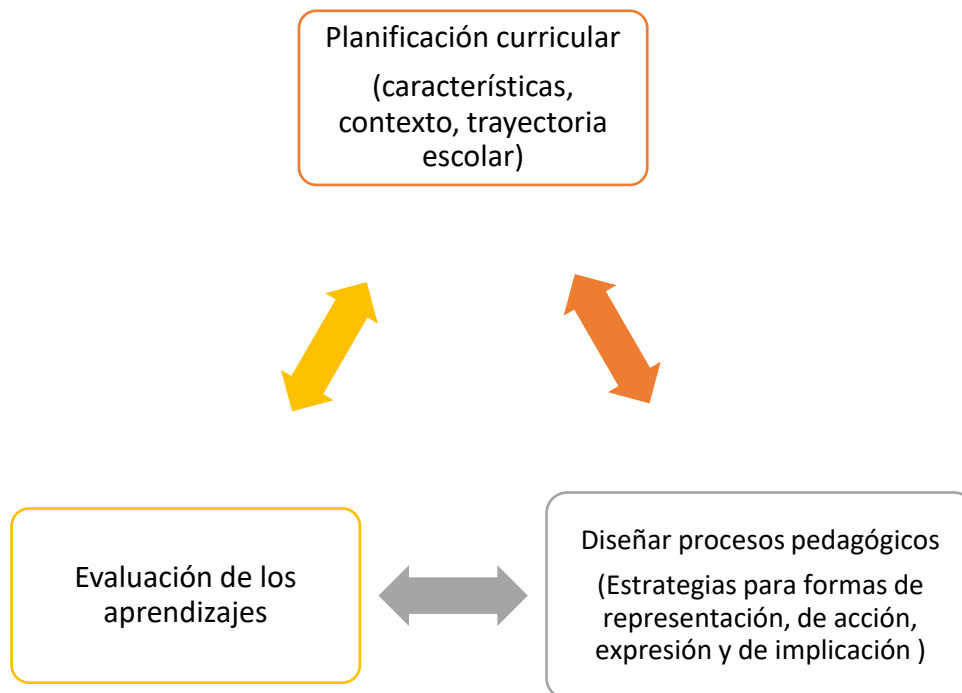 Planificación curricular
(características,
contexto, trayectoria
escolar)
Evaluación de los
aprendizajes
Diseñar procesos pedagógicos
(Estrategias para formas de
representación, de acción,
expresión y de implicación )